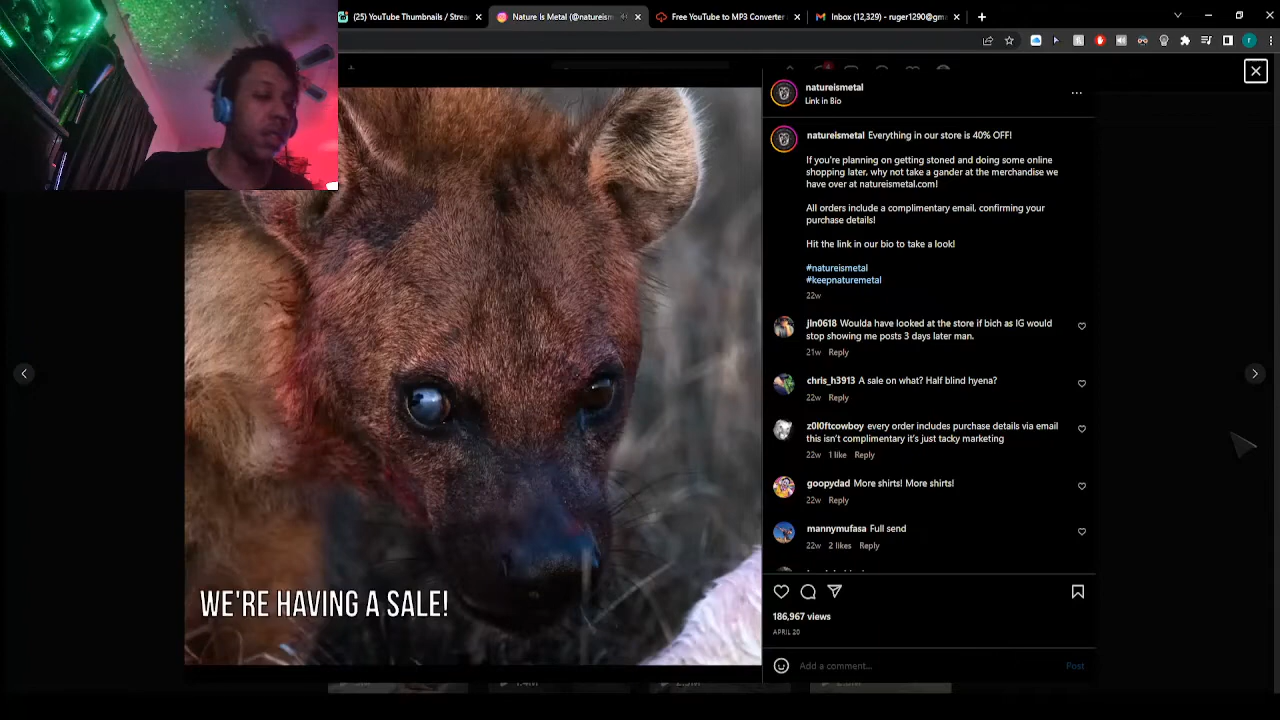 (25) YouTube Thumbnails / Strea
Nature Is Metal (@natureism
Free YouTube to MP3 Converter
Inbox (12,329) - ruger1290@gm
natureismetal
Link in Bio
natureismetal Everything in our store is 40% OFF!
If you're planning on getting stoned and doing some online
shopping later, why not take a gander at the merchandise we
have over at natureismetal.com!
All orders include a complimentary email, confirming your
purchase details!
Hit the link in our bio to take a look!
#natureismetal
#keepnaturemetal
22w
jin0618 Woulda have looked at the store if bich as IG would
stop showing me posts 3 days later man.
21w Reply
chris_h3913 A sale on what? Half blind hyena?
22w Reply
z0l0ftcowboy every order includes purchase details via email
this isn't complimentary it's just tacky marketing
22w 1 like Reply
goopydad More shirts! More shirts!
22w Reply
mannymufasa Full send
22w 2 likes Reply
186,967 views
APRIL 20
Add a comment...
Post
WE'RE HAVING A SALE!